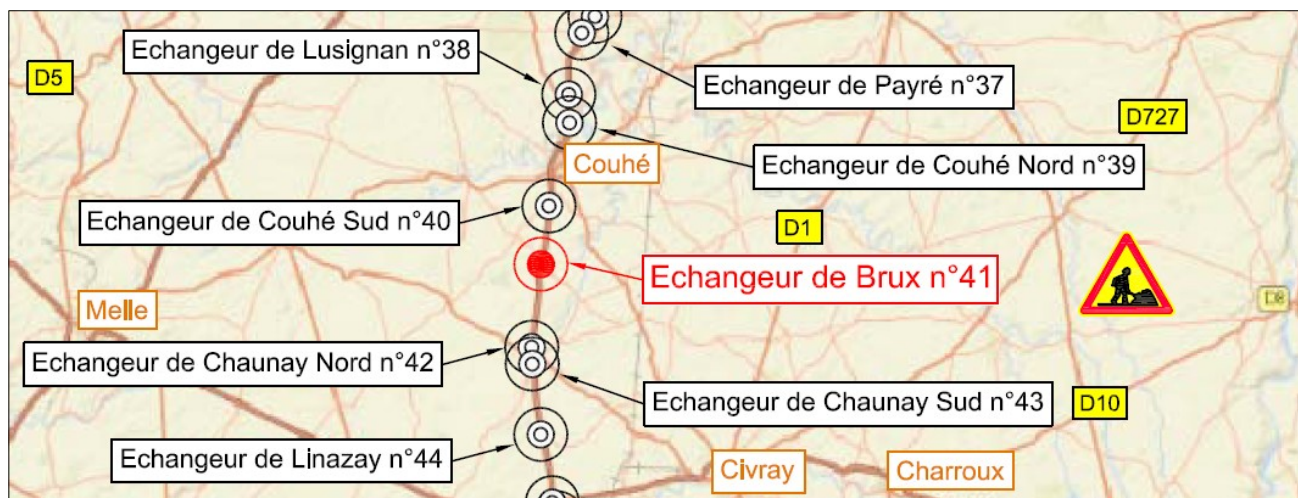 Echangeur de Lusignan n°38
D5
Echangeur de Payré n°37
D727
Couhé
Echangeur de Couhé Nord n°39
Echangeur de Couhé Sud n°40
D1
Echangeur de Brux n°41
D8
Melle
Echangeur de Chaunay Nord n°42
Echangeur de Chaunay Sud n°43
D10
Echangeur de Linazay n°44
Civray
Charroux